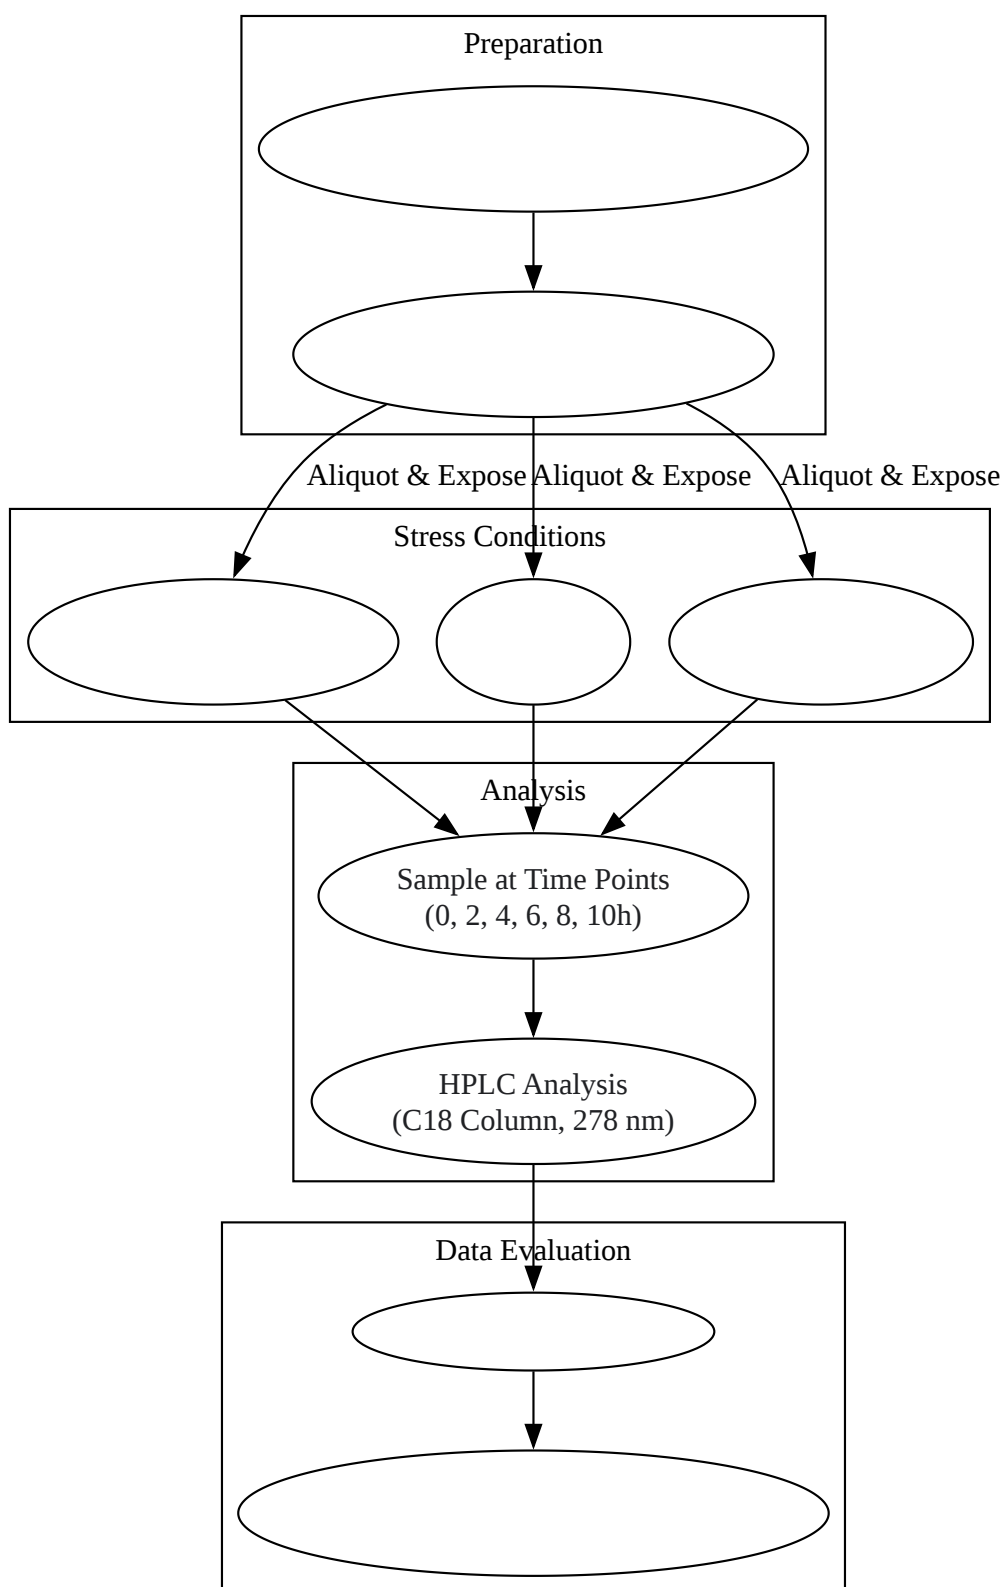 Preparation
Aliquot & Expose Aliquot & Expose Aliquot & Expose
Stress Conditions
Analysis
Sample at Time Points
(0, 2, 4, 6, 8, 10h)
HPLC Analysis
(C18 Column, 278 nm)
Data Evaluation